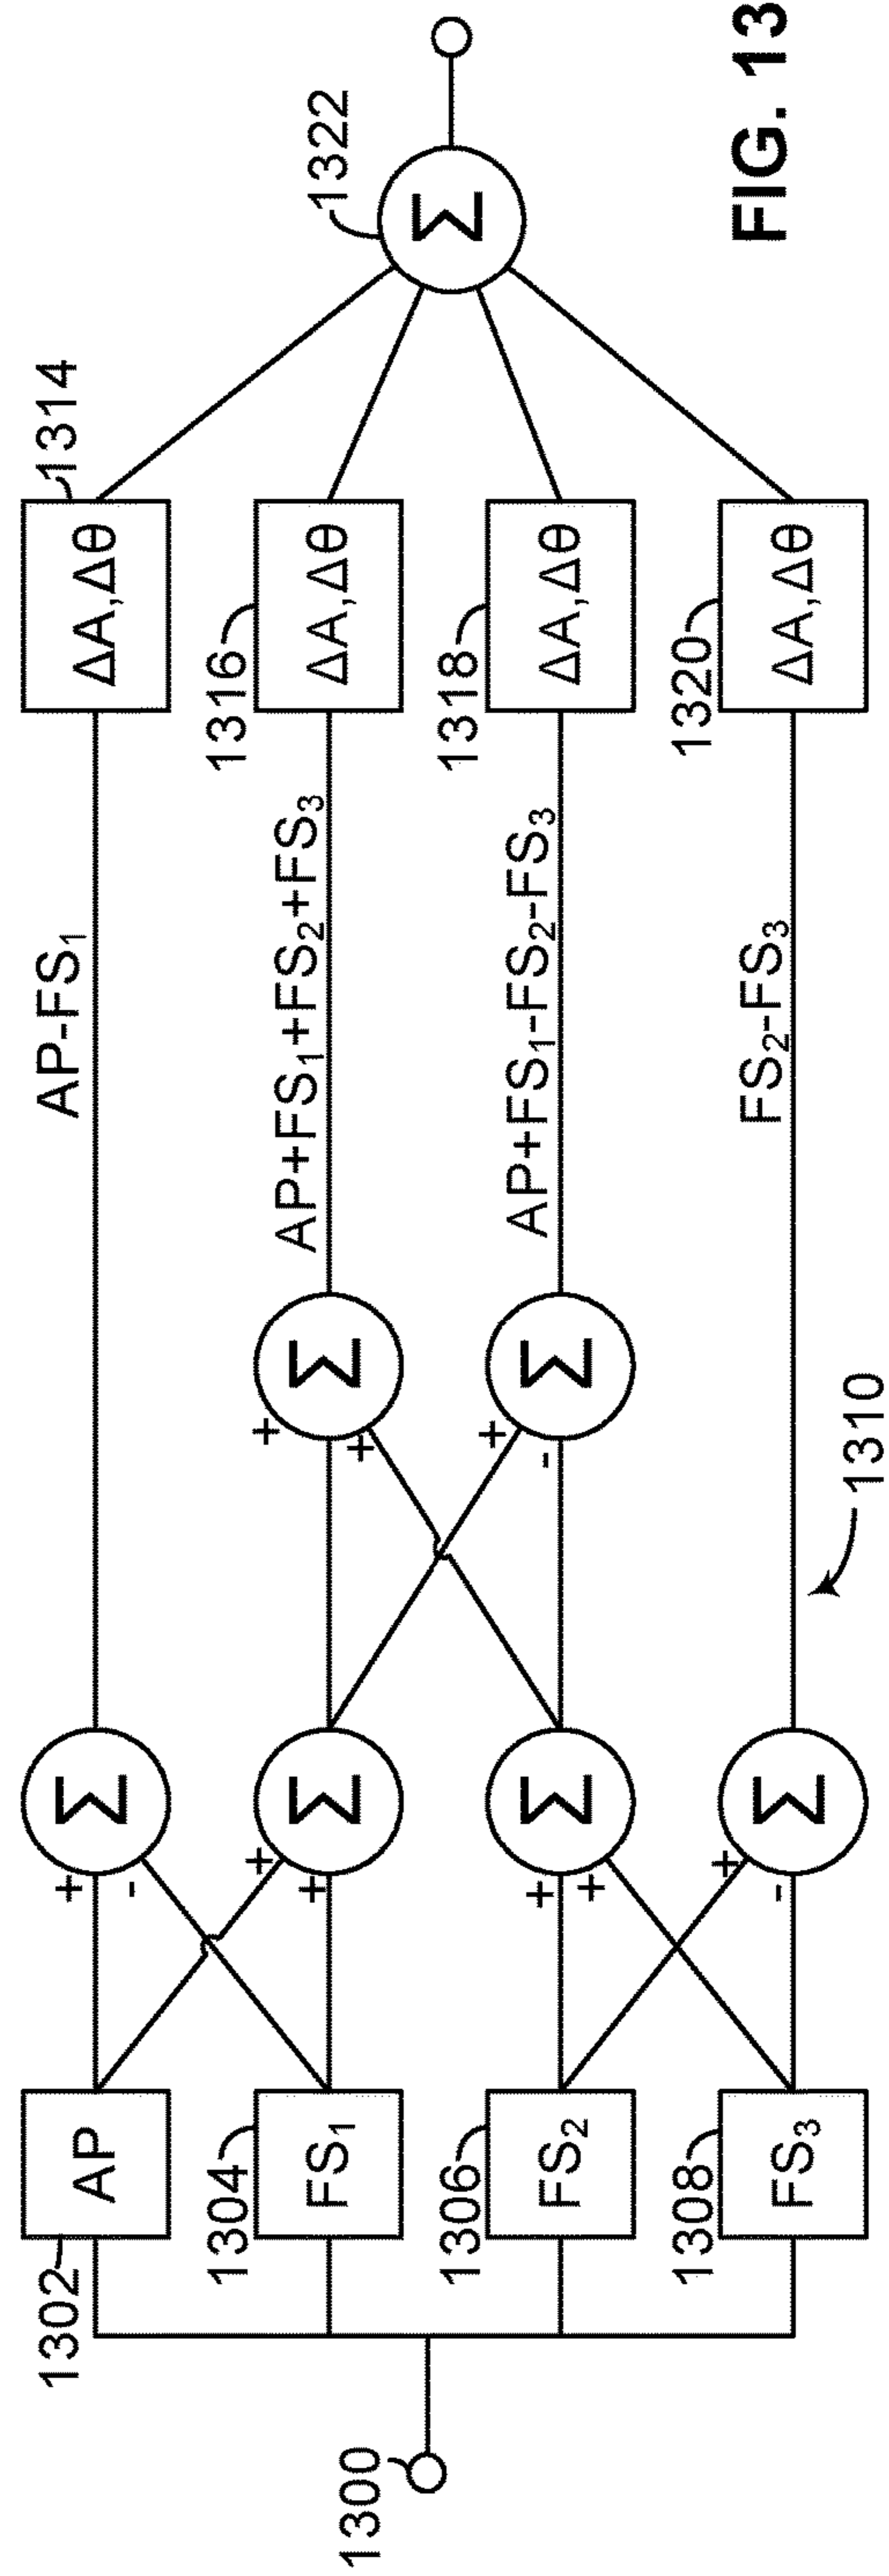 1300
1302
AP
1304
FS₁
1306
FS₂
1308
FS₃
+
-
Σ
+
+
Σ
+
+
Σ
+
-
Σ
+
+
Σ
+
-
Σ
1310
AP-FS₁
AP+FS₁+FS₂+FS₃
AP+FS₁-FS₂-FS₃
FS₂-FS₃
1314
ΔA,Δθ
1316
ΔA,Δθ
1318
ΔA,Δθ
1320
ΔA,Δθ
1322
Σ
FIG. 13